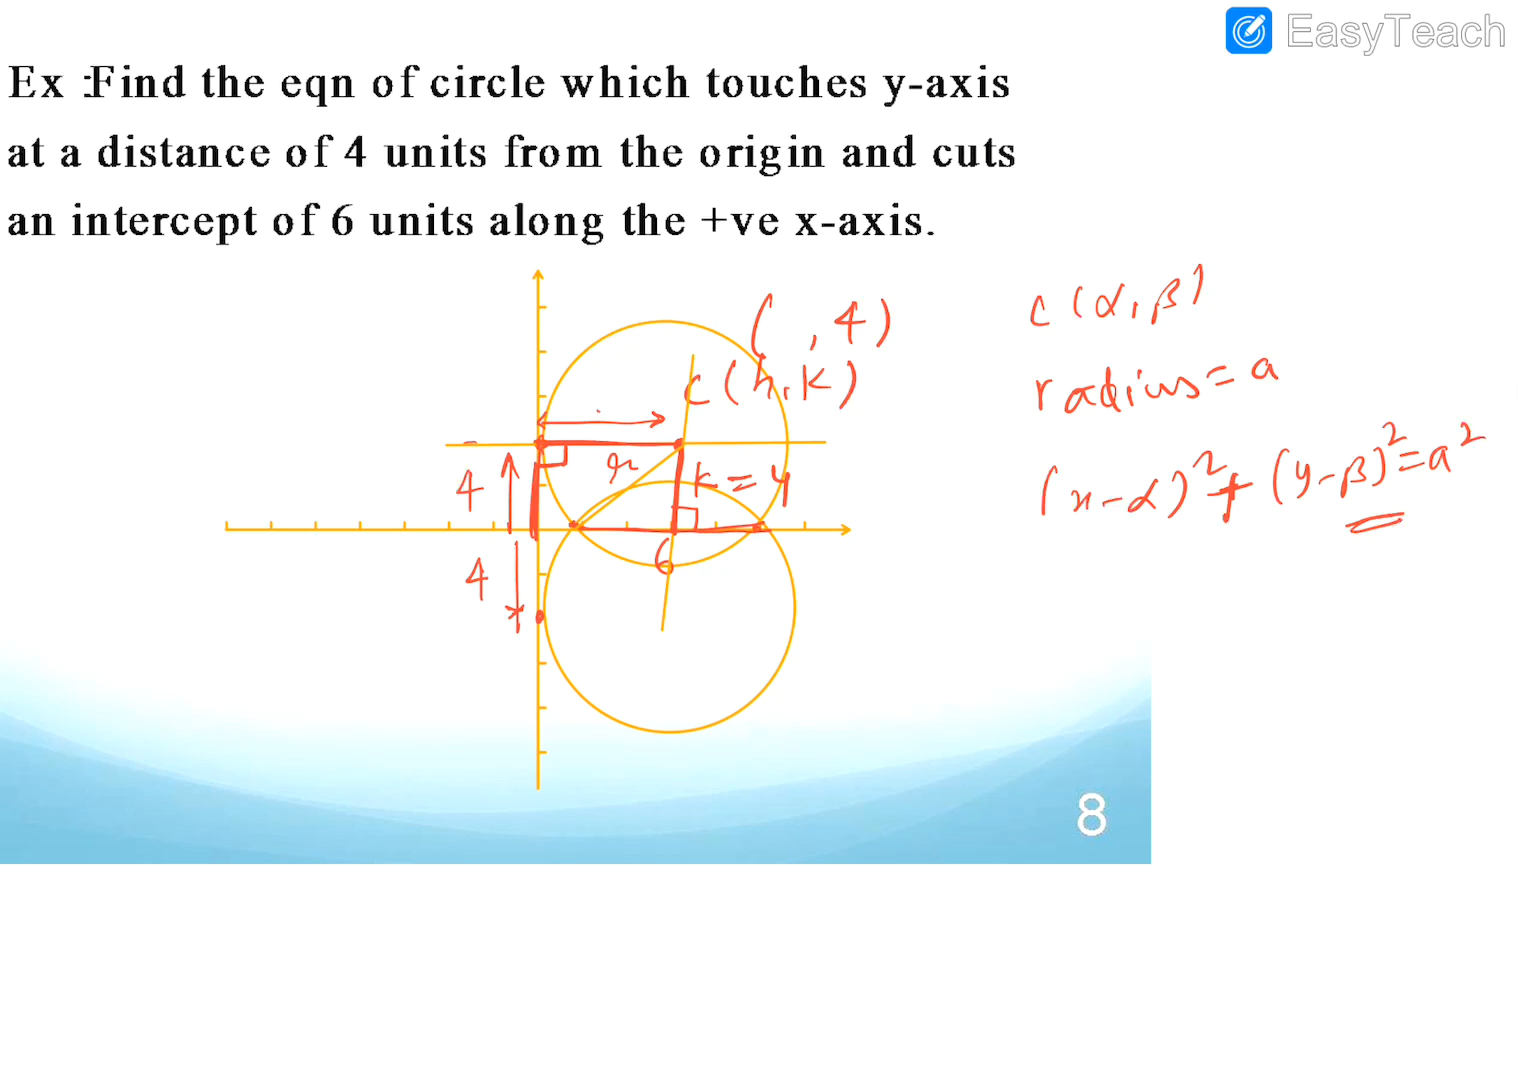 EasyTeach
Ex :Find the eqn of circle which touches y-axis
at a distance of 4 units from the origin and cuts
an intercept of 6 units along the +ve x-axis.
( , 4)
C (h, k)
4
r
k = 4
6
4
C (α, β)
radius = a
(x-α)² + (y-β)² = a²
8